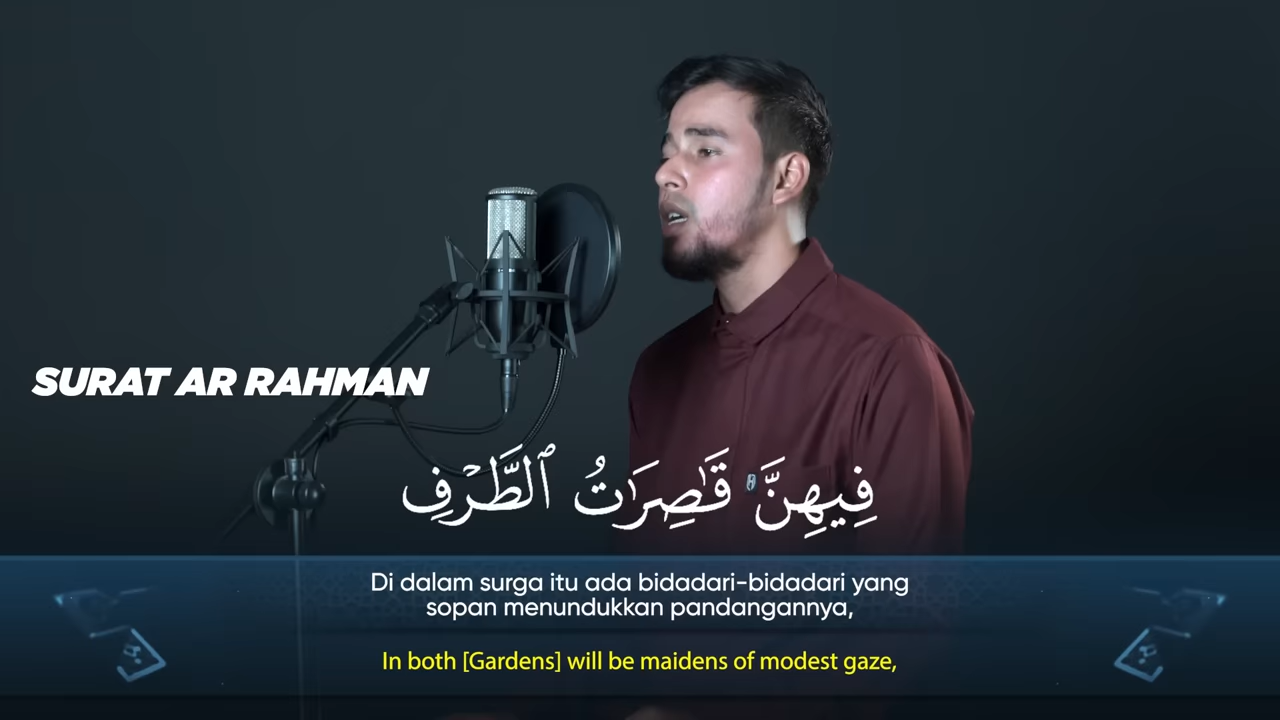 SURAT AR RAHMAN
فِيهِنَّ قَـٰصِرَٰتُ ٱلطَّرْفِ
Di dalam surga itu ada bidadari-bidadari yang
sopan menundukkan pandangannya,
In both [Gardens] will be maidens of modest gaze,